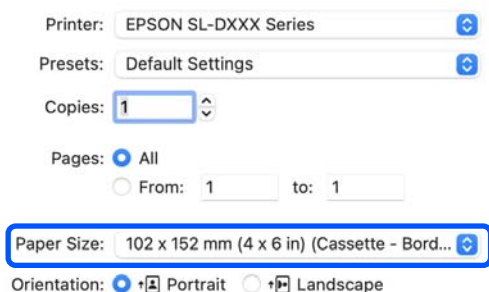 Printer: EPSON SL-DXXX Series
Presets: Default Settings
Copies: 1
Pages: All
From: 1 to: 1
Paper Size: 102 x 152 mm (4 x 6 in) (Cassette - Bord...
Orientation: Portrait Landscape